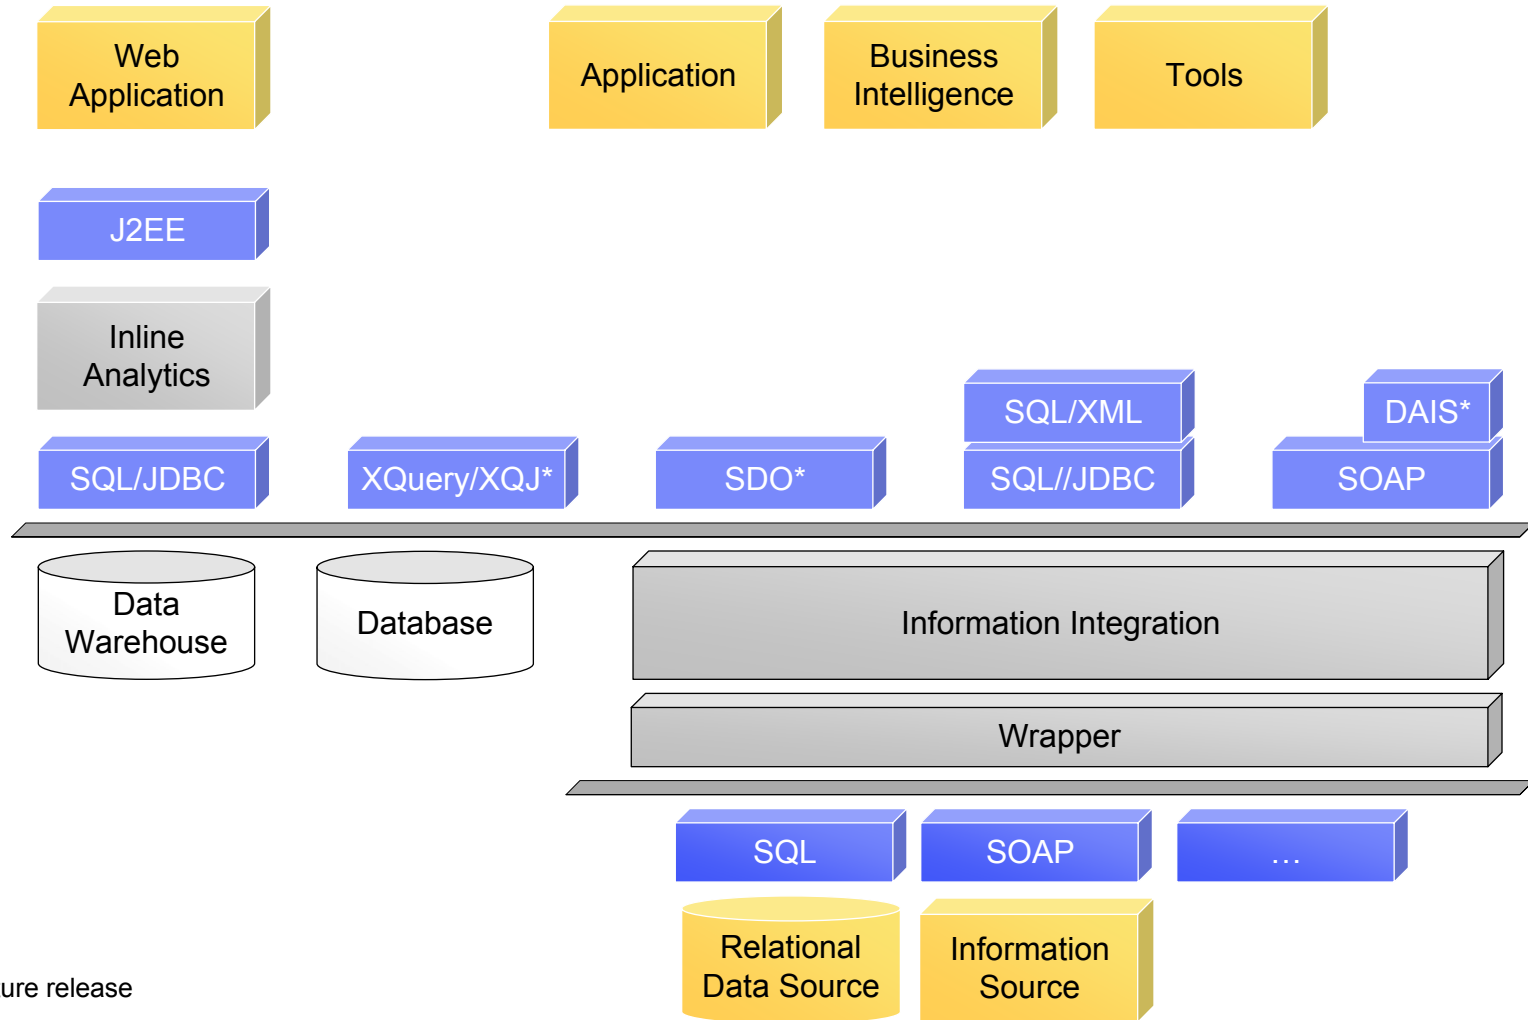 Web
Application
Application
Business
Intelligence
Tools
J2EE
Inline
Analytics
SQL/XML
DAIS*
SQL/JDBC
XQuery/XQJ*
SDO*
SQL//JDBC
SOAP
Data
Warehouse
Database
Information Integration
Wrapper
SQL
SOAP
…
Relational
Data Source
Information
Source
ture release